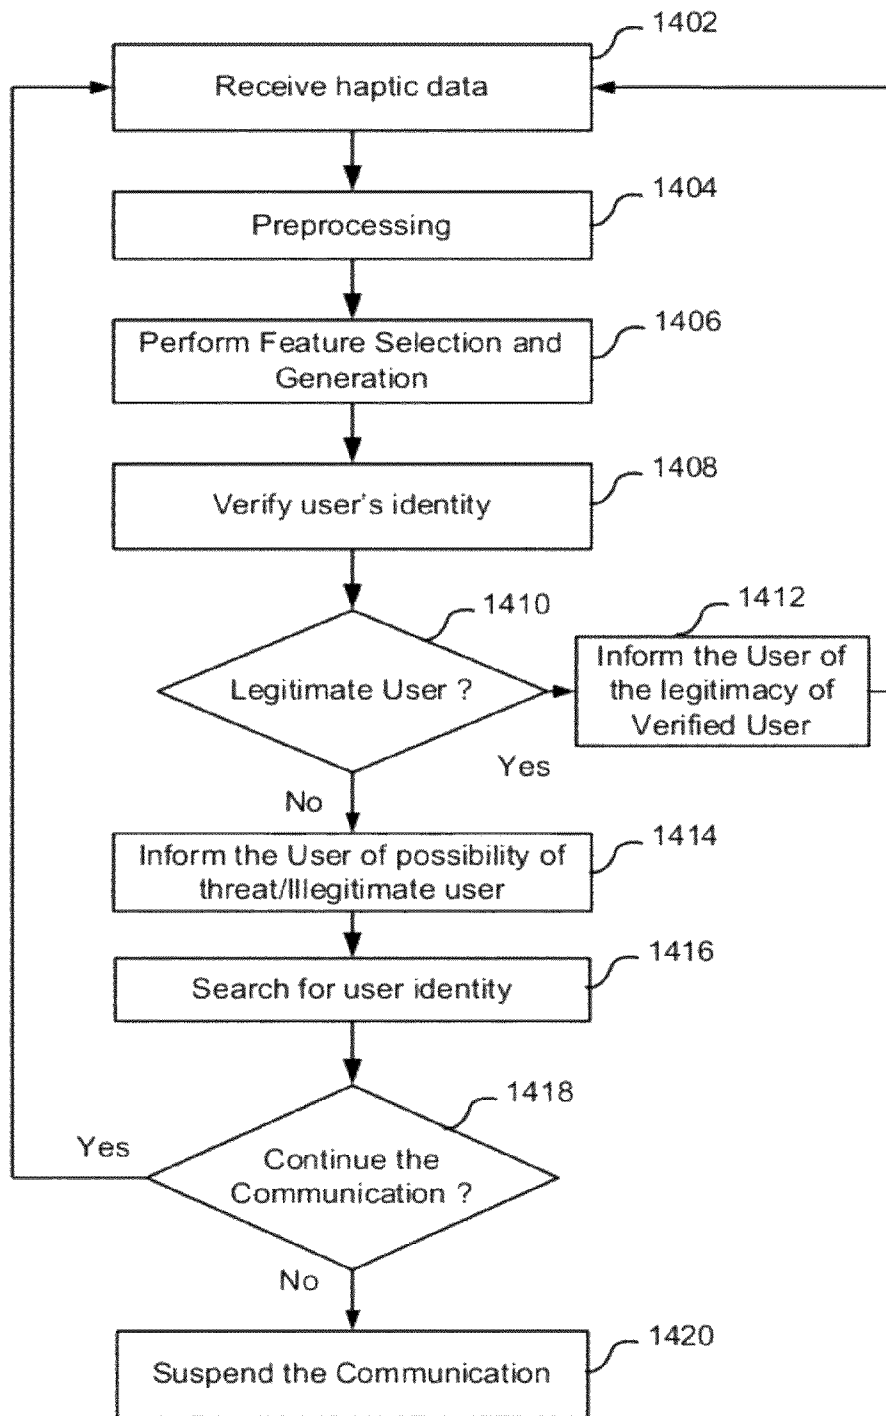 1402
Receive haptic data
1404
Preprocessing
1406
Perform Feature Selection and
Generation
1408
Verify user's identity
1410
Legitimate User ?
1412
Inform the User of
the legitimacy of
Verified User
Yes
No
1414
Inform the User of possibility of
threat/Illegitimate user
1416
Search for user identity
1418
Yes
Continue the
Communication ?
No
1420
Suspend the Communication